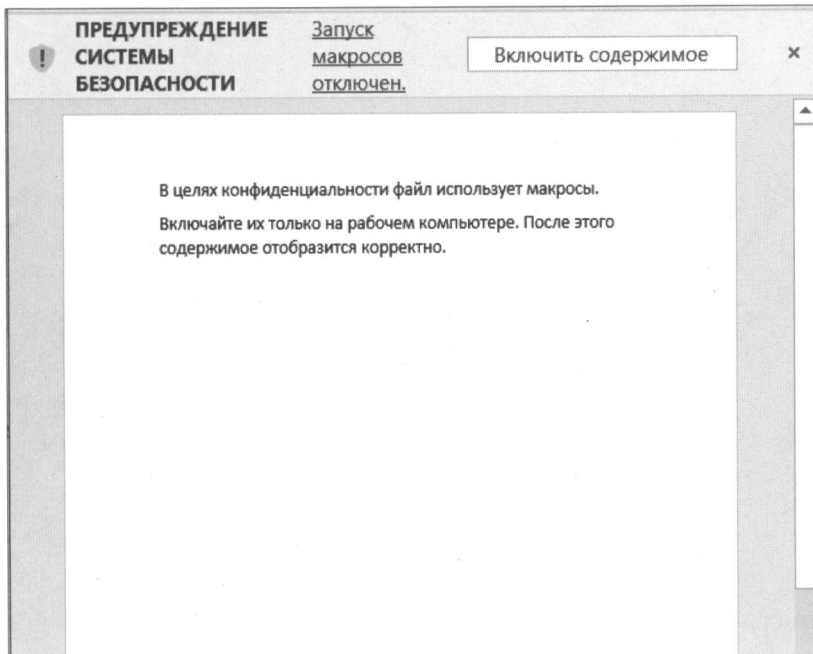 ПРЕДУПРЕЖДЕНИЕ
СИСТЕМЫ
БЕЗОПАСНОСТИ
Запуск
макросов
отключен.
Включить содержимое
В целях конфиденциальности файл использует макросы.
Включайте их только на рабочем компьютере. После этого
содержимое отобразится корректно.